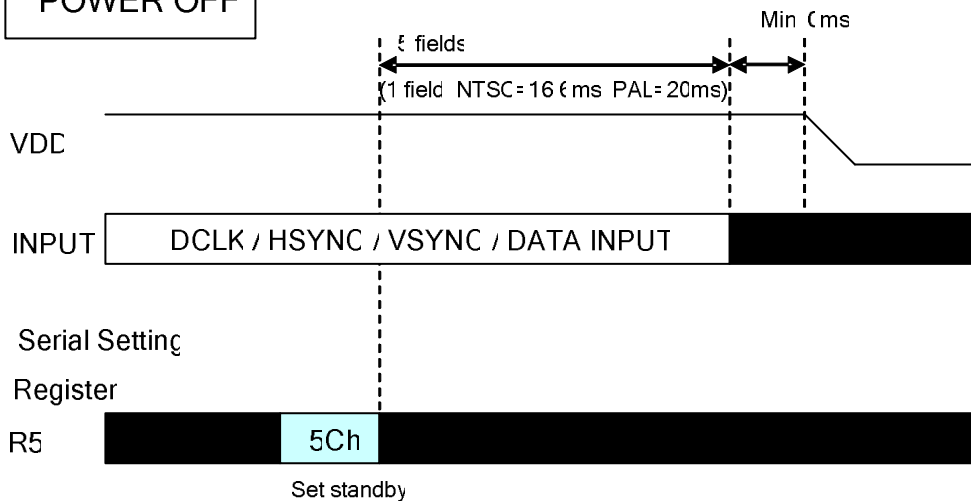 POWER OFF
Min 0ms
5 fields
(1 field NTSC= 16 6ms PAL= 20ms)
VDD
INPUT
DCLK / HSYNC / VSYNC / DATA INPUT
Serial Setting
Register
R5
5Ch
Set standby